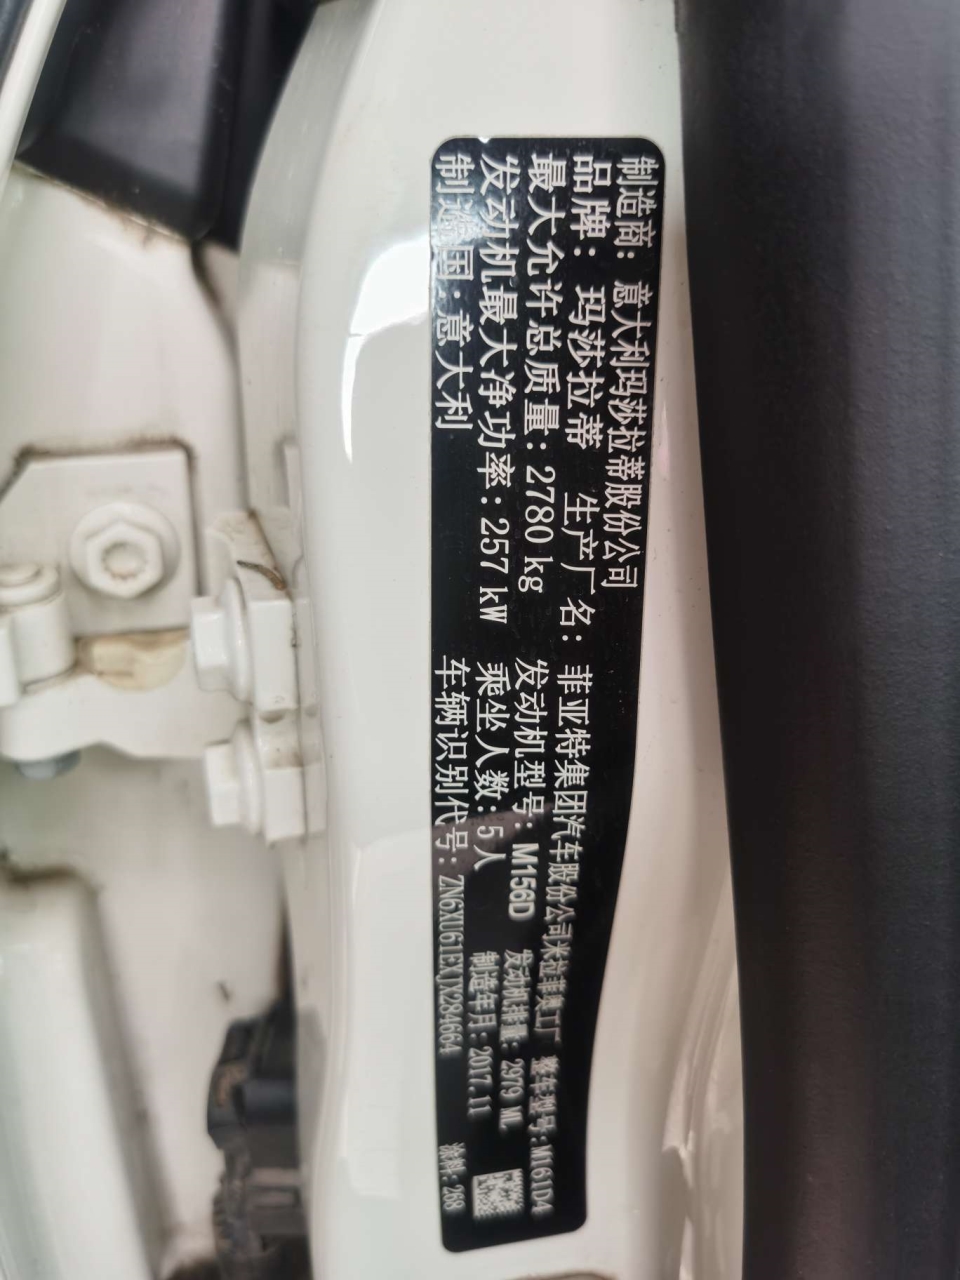 制造商: 意大利玛莎拉蒂股份公司
品牌: 玛莎拉蒂 生产厂名: 菲亚特集团汽车股份公司米拉菲奥工厂 整车型号: M161D4
最大允许总质量: 2780 kg 发动机型号: M156D 发动机排量: 2979 ML
发动机最大净功率: 257 kW 乘坐人数: 5人 制造年月: 2017.11
制造国: 意大利 车辆识别代号: ZN6XU61EXJX284664 涂料: 268